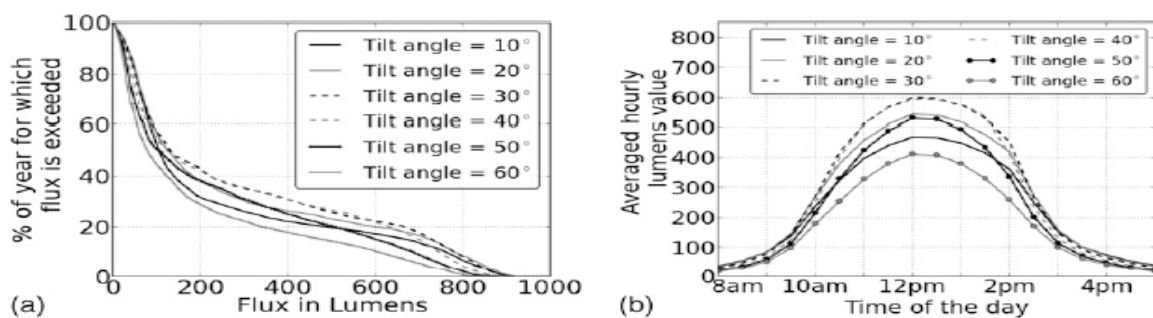 % of year for which
flux is exceeded
100
80
60
40
20
0
0 200 400 600 800 1000
Flux in Lumens
Tilt angle = 10°
Tilt angle = 20°
Tilt angle = 30°
Tilt angle = 40°
Tilt angle = 50°
Tilt angle = 60°
(a)
Averaged hourly
lumens value
800
700
600
500
400
300
200
100
0
8am 10am 12pm 2pm 4pm
Time of the day
Tilt angle = 10°
Tilt angle = 20°
Tilt angle = 30°
Tilt angle = 40°
Tilt angle = 50°
Tilt angle = 60°
(b)